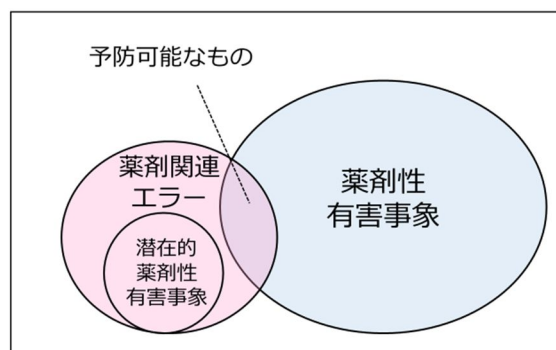 予防可能なもの
薬剤関連
エラー
潜在的
薬剤性
有害事象
薬剤性
有害事象